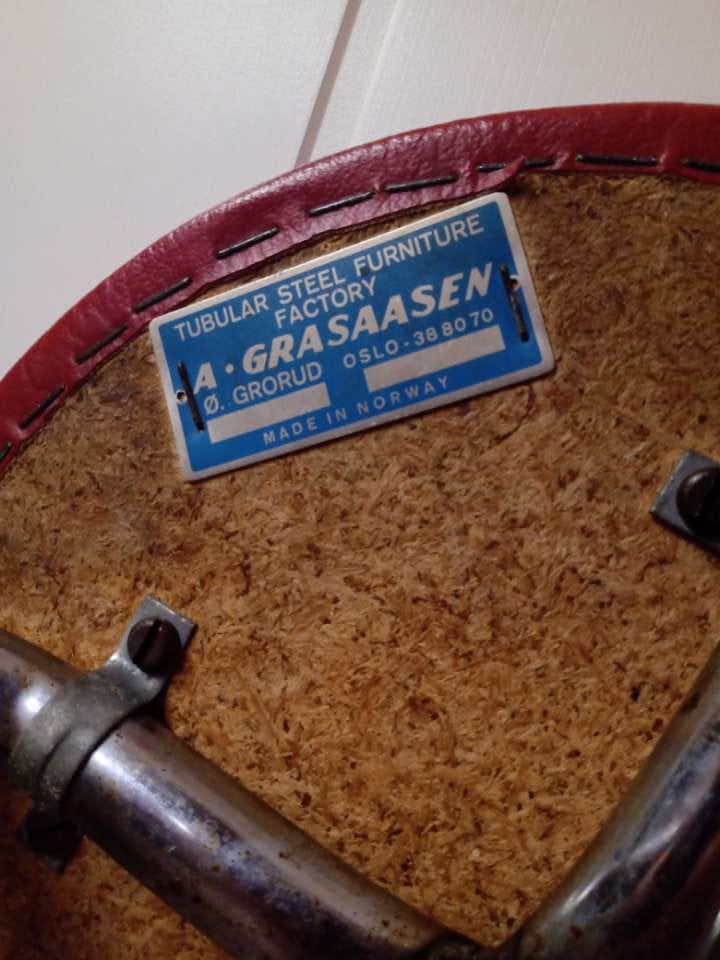 TUBULAR STEEL FURNITURE
FACTORY
A·GRASAASEN
Ø..GRORUD OSLO-388070
MADE IN NORWAY